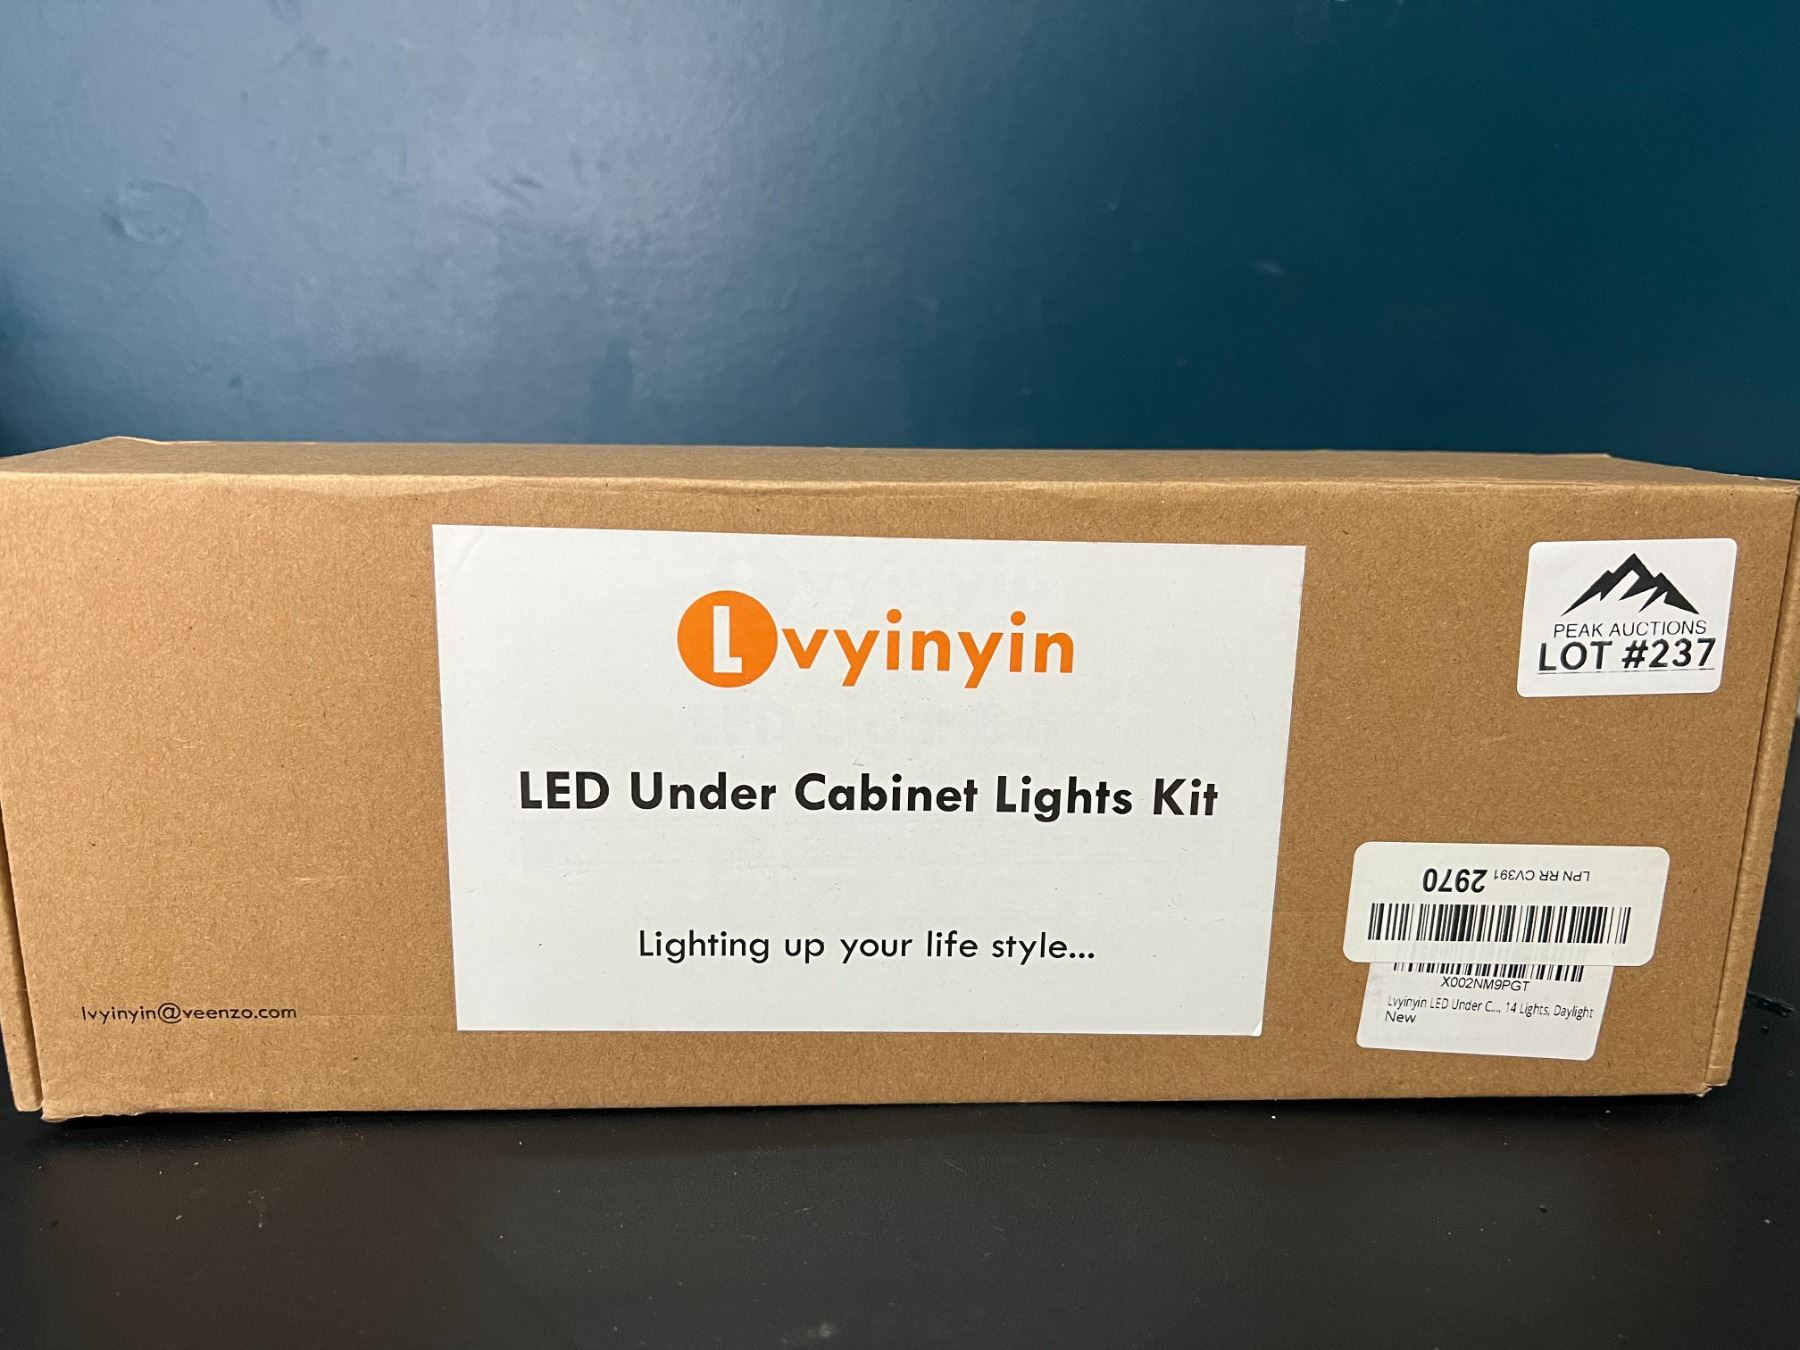 Lvyinyin
LED Under Cabinet Lights Kit
Lighting up your life style...
lvyinyin@veenzo.com
PEAK AUCTIONS
LOT #237
LPN RR CV391 2970
X002NM9PGT
Lvyinyin LED Under C..., 14 Lights, Daylight
New